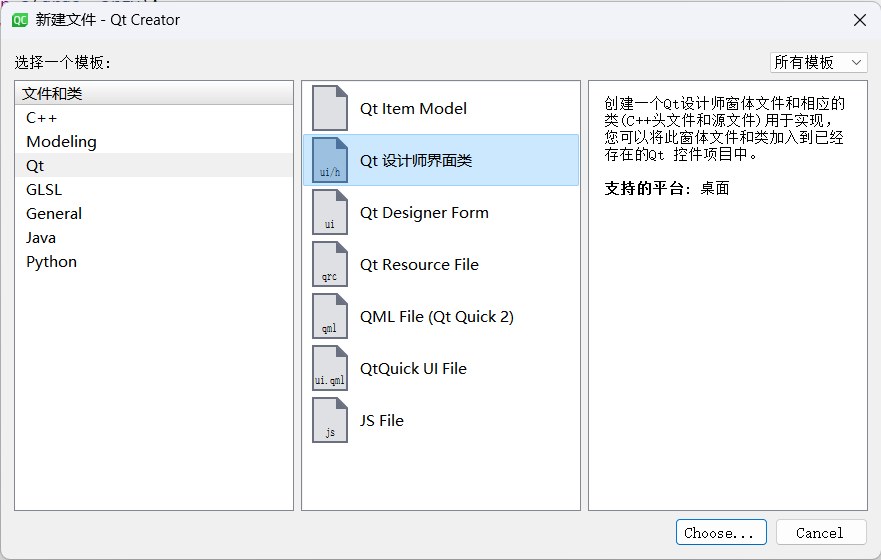 QC 新建文件 - Qt Creator
选择一个模板:
所有模板
文件和类
C++
Modeling
Qt
GLSL
General
Java
Python
Qt Item Model
ui/h
Qt 设计师界面类
ui
Qt Designer Form
qrc
Qt Resource File
qml
QML File (Qt Quick 2)
ui.qml
QtQuick UI File
js
JS File
创建一个Qt设计师窗体文件和相应的
类(C++头文件和源文件)用于实现,
您可以将此窗体文件和类加入到已经
存在的Qt 控件项目中。
支持的平台: 桌面
Choose...
Cancel